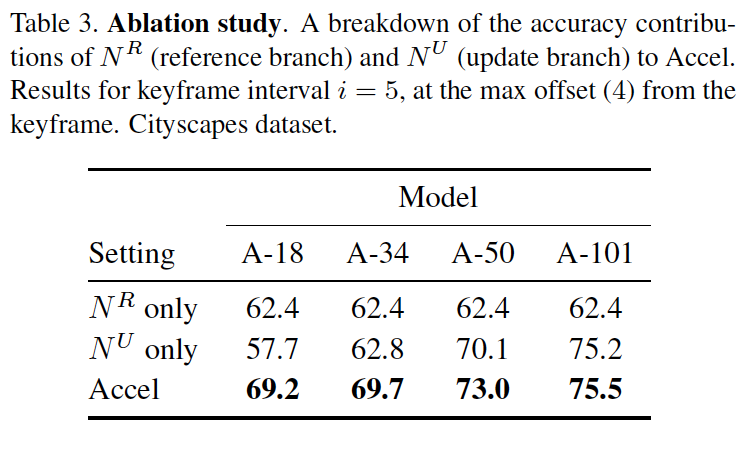 Table 3. Ablation study. A breakdown of the accuracy contribu-
tions of N^R (reference branch) and N^U (update branch) to Accel.
Results for keyframe interval i = 5, at the max offset (4) from the
keyframe. Cityscapes dataset.
Model
Setting A-18 A-34 A-50 A-101
N^R only 62.4 62.4 62.4 62.4
N^U only 57.7 62.8 70.1 75.2
Accel 69.2 69.7 73.0 75.5